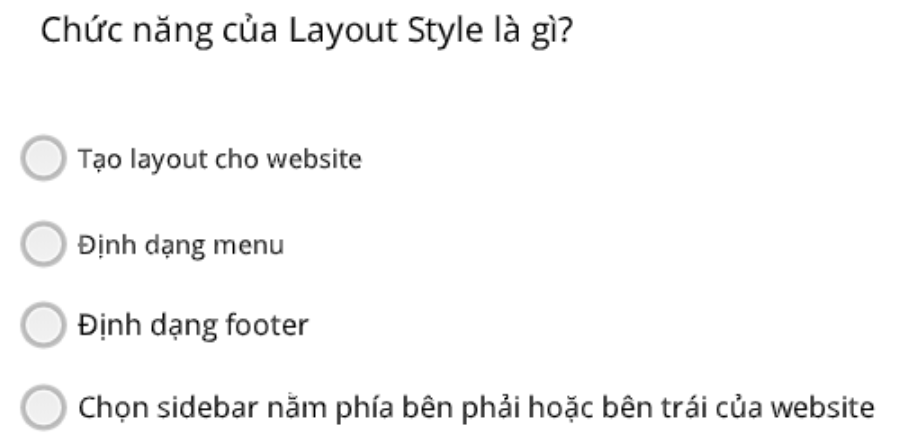 Chức năng của Layout Style là gì?
Tạo layout cho website
Định dạng menu
Định dạng footer
Chọn sidebar nằm phía bên phải hoặc bên trái của website